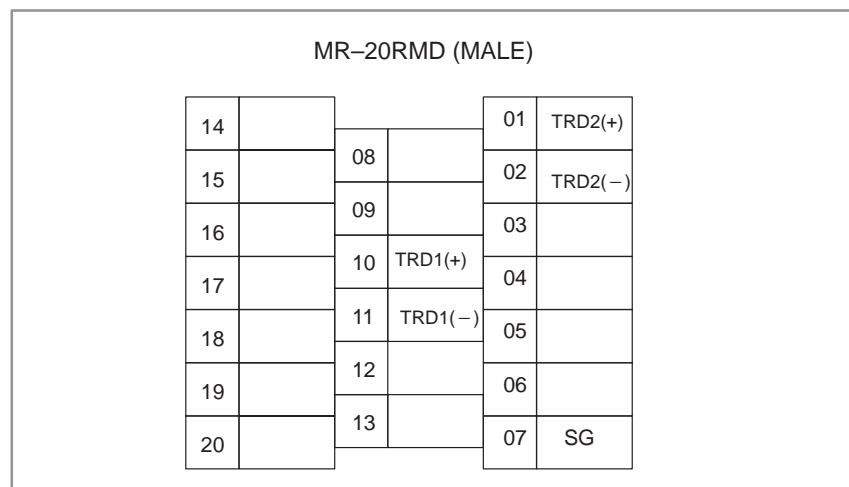 MR–20RMD (MALE)
14
15
16
17
18
19
20
08
09
10 TRD1(+)
11 TRD1(−)
12
13
01 TRD2(+)
02 TRD2(−)
03
04
05
06
07 SG